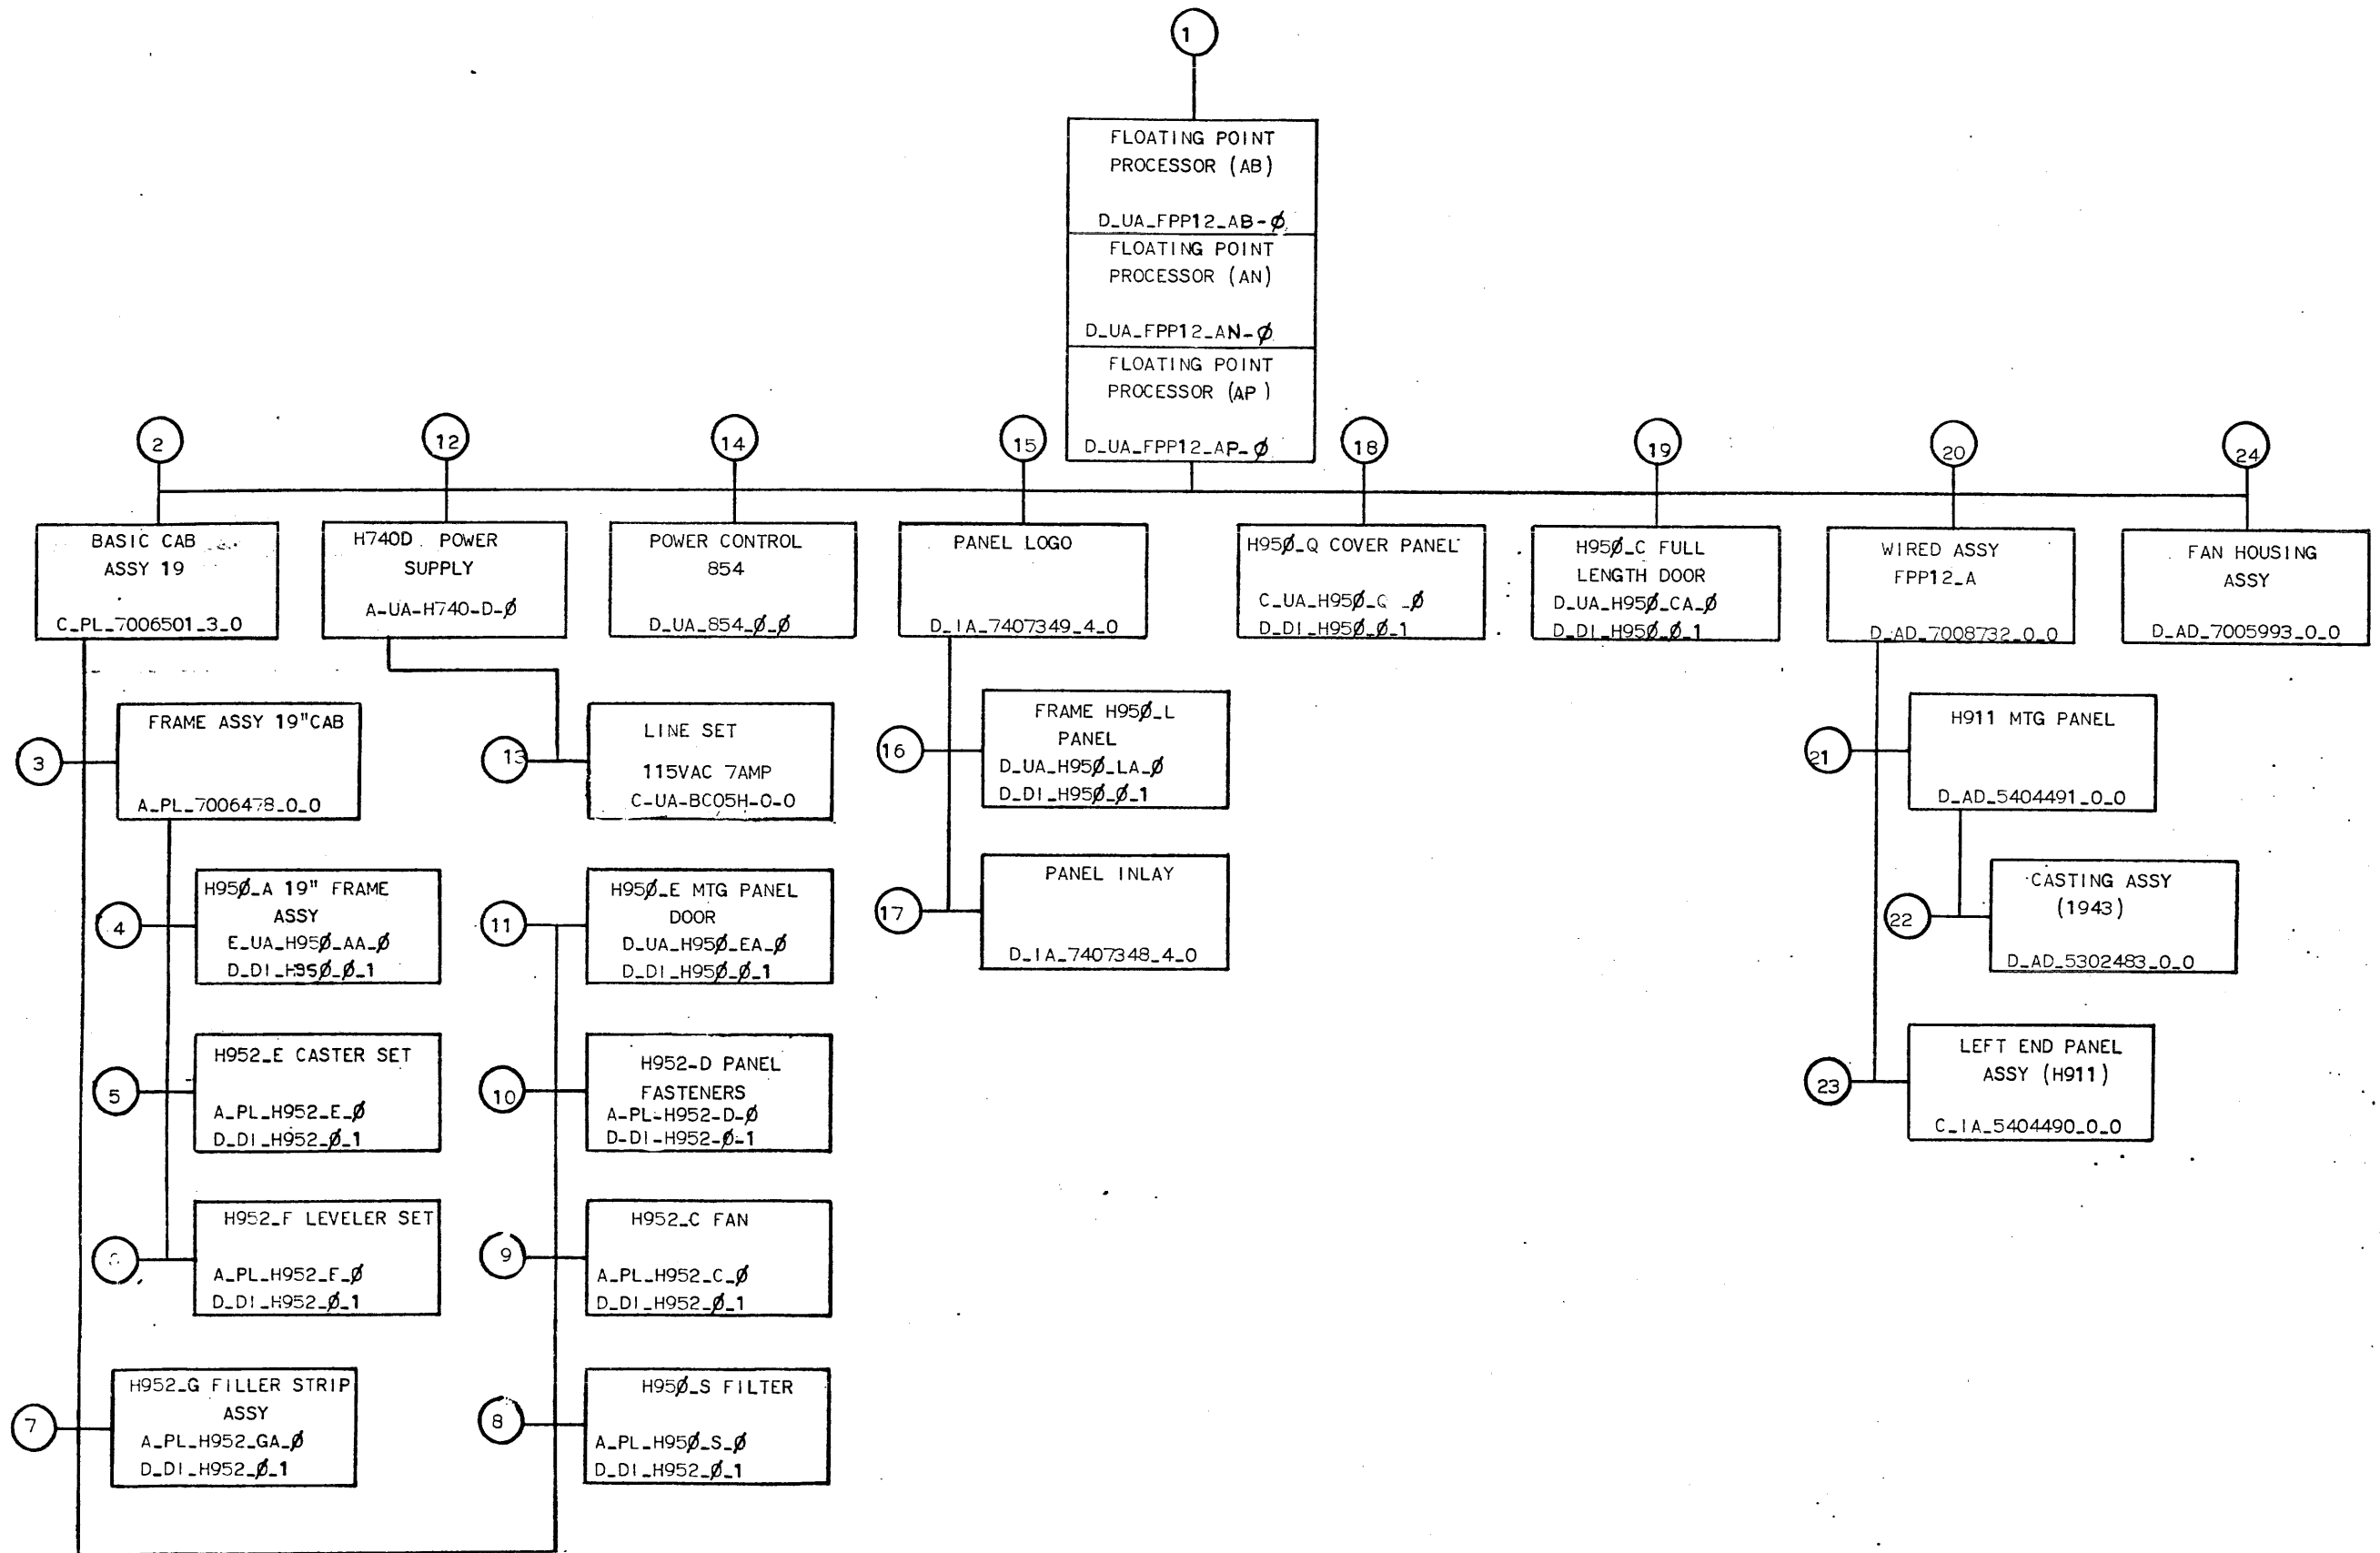 1
FLOATING POINT
PROCESSOR (AB)
D_UA_FPP12_AB-Ø
FLOATING POINT
PROCESSOR (AN)
D_UA_FPP12_AN-Ø
FLOATING POINT
PROCESSOR (AP )
D_UA_FPP12_AP-Ø
2
BASIC CAB
ASSY 19
C_PL_7006501_3_0
12
H740D POWER
SUPPLY
A-UA-H740-D-Ø
14
POWER CONTROL
854
D_UA_854_Ø_Ø
15
PANEL LOGO
D_IA_7407349_4_0
18
H95Ø_Q COVER PANEL
C_UA_H95Ø_Q _Ø
D_DI_H95Ø_Ø_1
19
H95Ø_C FULL
LENGTH DOOR
D_UA_H95Ø_CA_Ø
D_DI_H95Ø_Ø_1
20
WIRED ASSY
FPP12_A
D_AD_7008732_0_0
24
FAN HOUSING
ASSY
D_AD_7005993_0_0
3
FRAME ASSY 19"CAB
A_PL_7006478_0_0
13
LINE SET
115VAC 7AMP
C-UA-BC05H-0-0
16
FRAME H95Ø_L
PANEL
D_UA_H95Ø_LA_Ø
D_DI_H95Ø_Ø_1
21
H911 MTG PANEL
D_AD_5404491_0_0
4
H95Ø_A 19" FRAME
ASSY
E_UA_H95Ø_AA_Ø
D_DI_H95Ø_Ø_1
11
H95Ø_E MTG PANEL
DOOR
D_UA_H95Ø_EA_Ø
D_DI_H95Ø_Ø_1
17
PANEL INLAY
D_IA_7407348_4_0
22
CASTING ASSY
(1943)
D_AD_5302483_0_0
5
H952_E CASTER SET
A_PL_H952_E_Ø
D_DI_H952_Ø_1
10
H952-D PANEL
FASTENERS
A-PL-H952-D-Ø
D-DI-H952-Ø-1
23
LEFT END PANEL
ASSY (H911)
C_IA_5404490_0_0
H952_F LEVELER SET
A_PL_H952_F_Ø
D_DI_H952_Ø_1
9
H952_C FAN
A_PL_H952_C_Ø
D_DI_H952_Ø_1
7
H952_G FILLER STRIP
ASSY
A_PL_H952_GA_Ø
D_DI_H952_Ø_1
8
H95Ø_S FILTER
A_PL_H95Ø_S_Ø
D_DI_H952_Ø_1